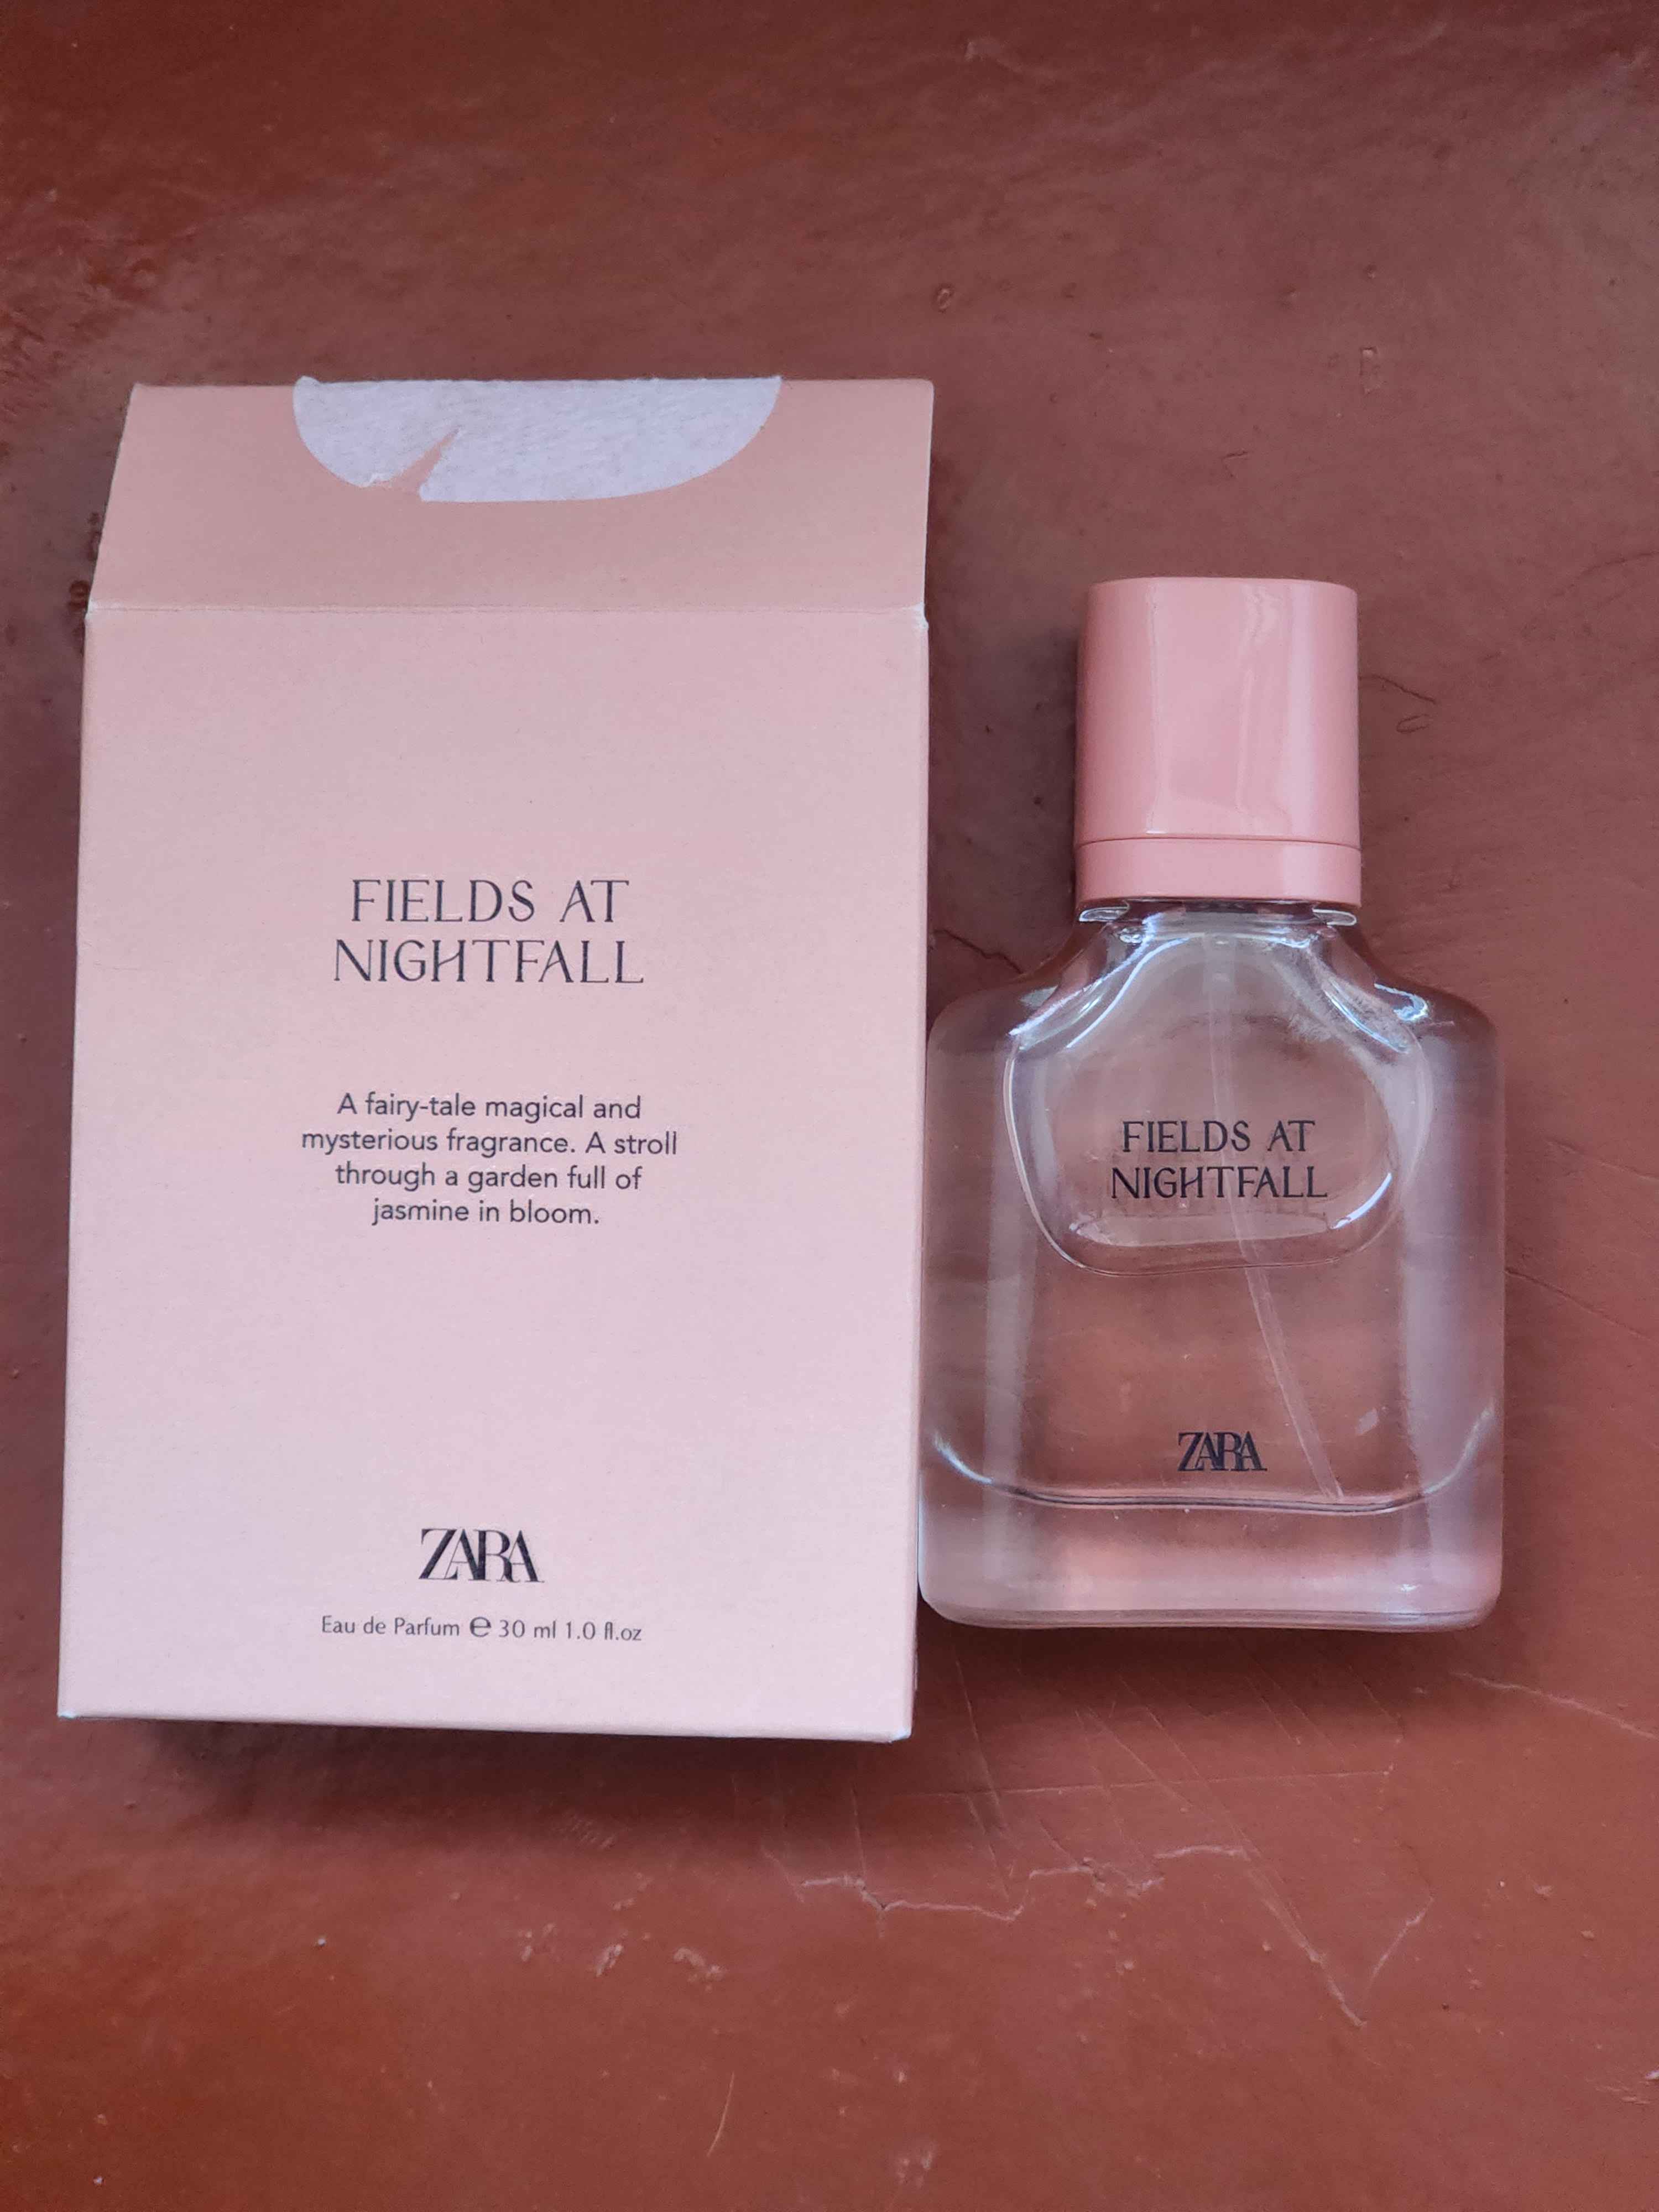 FIELDS AT
NIGHTFALL
A fairy-tale magical and
mysterious fragrance. A stroll
through a garden full of
jasmine in bloom.
ZARA
Eau de Parfum ℮ 30 ml 1.0 fl.oz
FIELDS AT
NIGHTFALL
ZARA